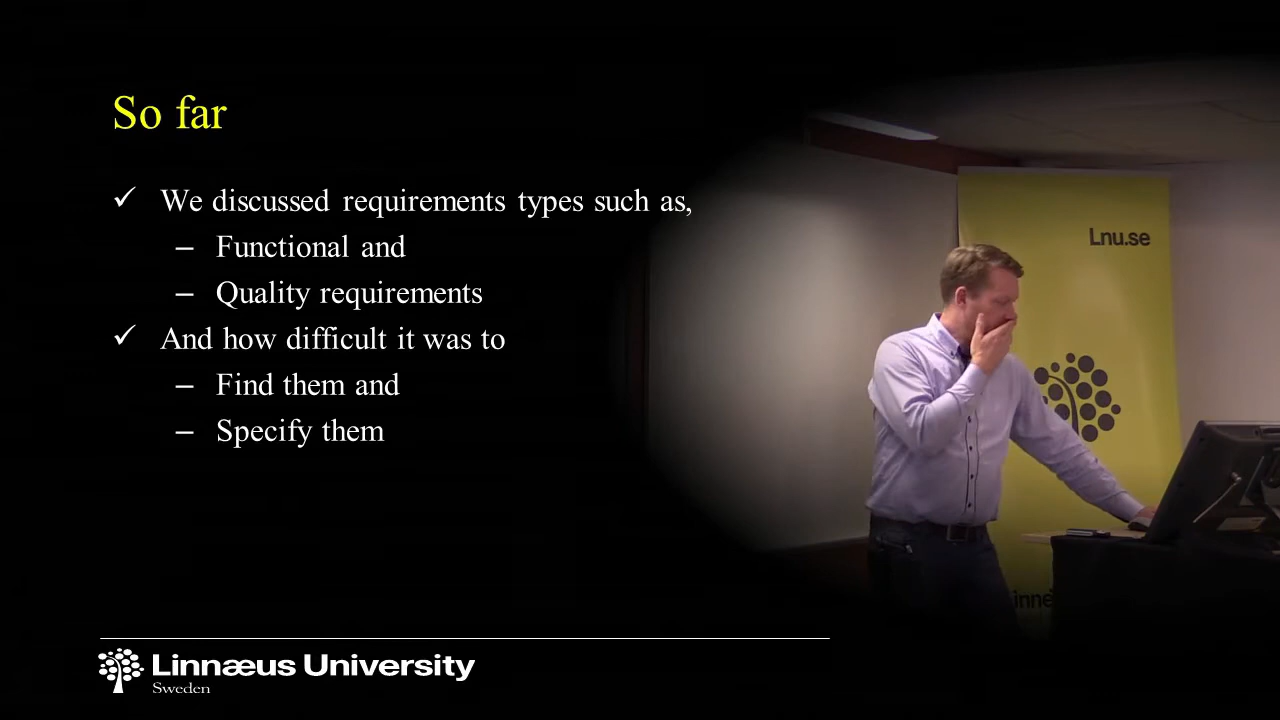 So far
✓ We discussed requirements types such as,
– Functional and
– Quality requirements
✓ And how difficult it was to
– Find them and
– Specify them
Lnu.se
Linnæus University
Sweden